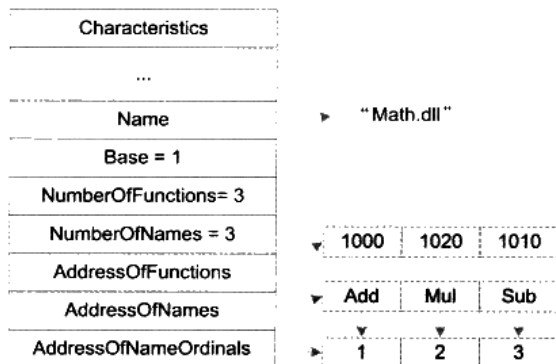 Characteristics
...
Name
"Math.dll"
Base = 1
NumberOfFunctions= 3
NumberOfNames = 3
1000 1020 1010
AddressOfFunctions
AddressOfNames
Add Mul Sub
AddressOfNameOrdinals
1 2 3